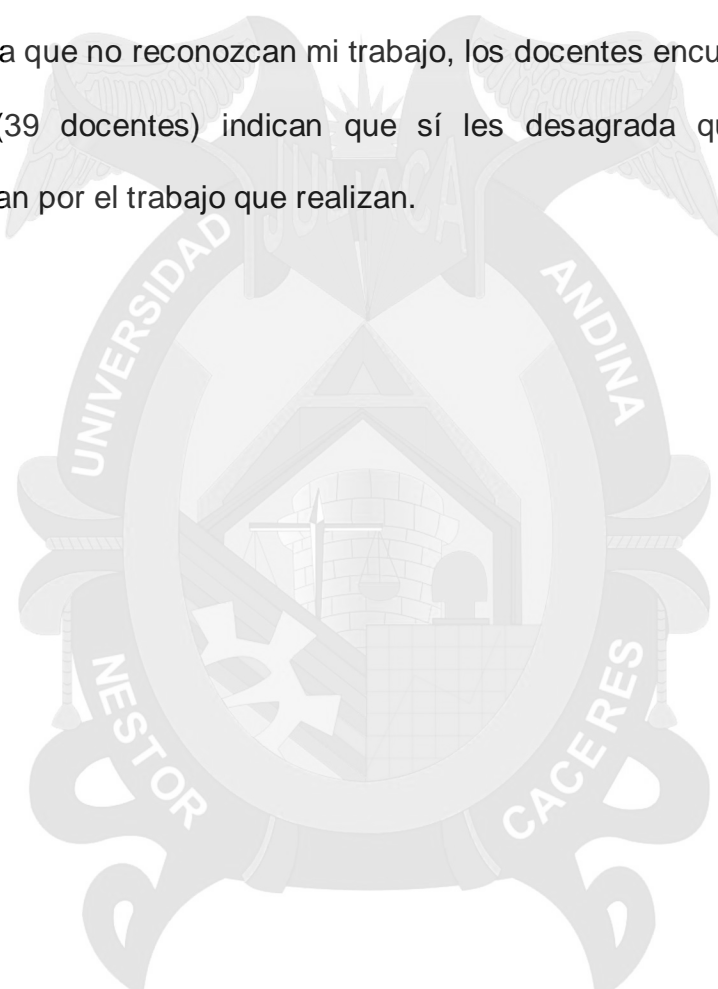 a que no reconozcan mi trabajo, los docentes encu
(39 docentes) indican que sí les desagrada qu
an por el trabajo que realizan.
JULIACA
UNIVERSIDAD
ANDINA
NESTOR
CACERES